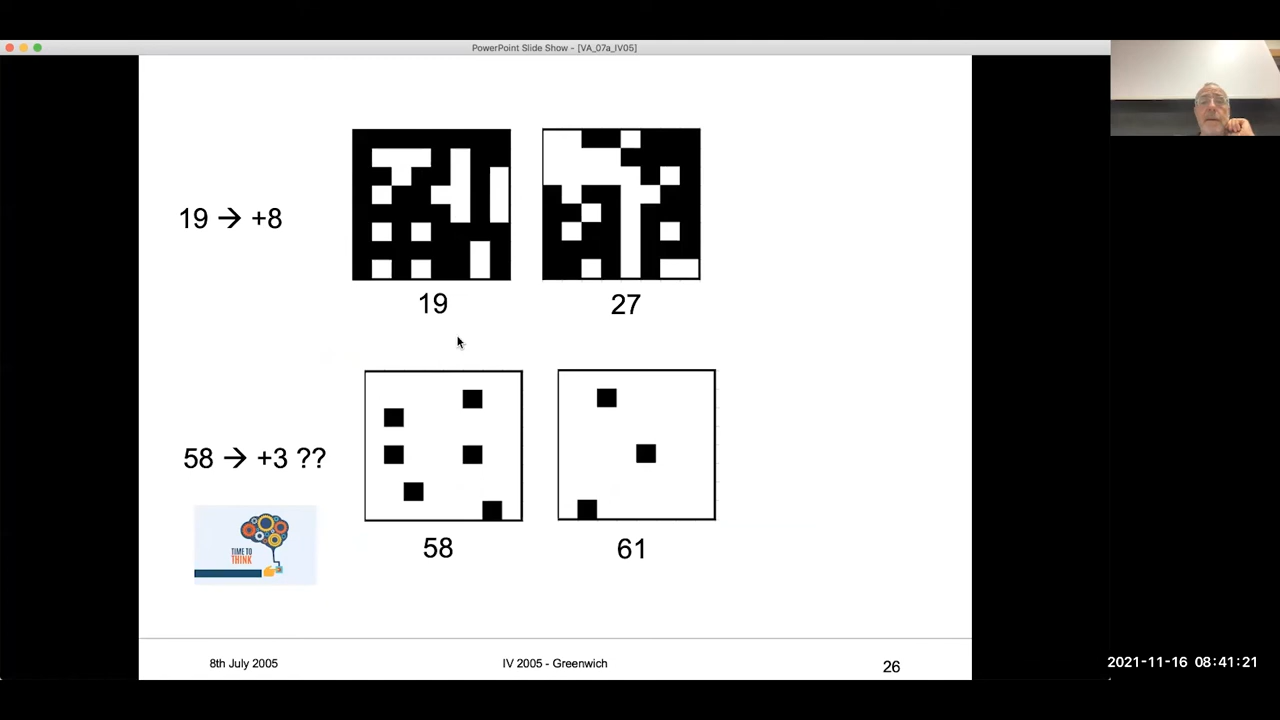 PowerPoint Slide Show - [VA_07a_IV05]
19 → +8
19
27
58 → +3 ??
TIME TO
THINK
58
61
8th July 2005
IV 2005 - Greenwich
26
2021-11-16 08:41:21